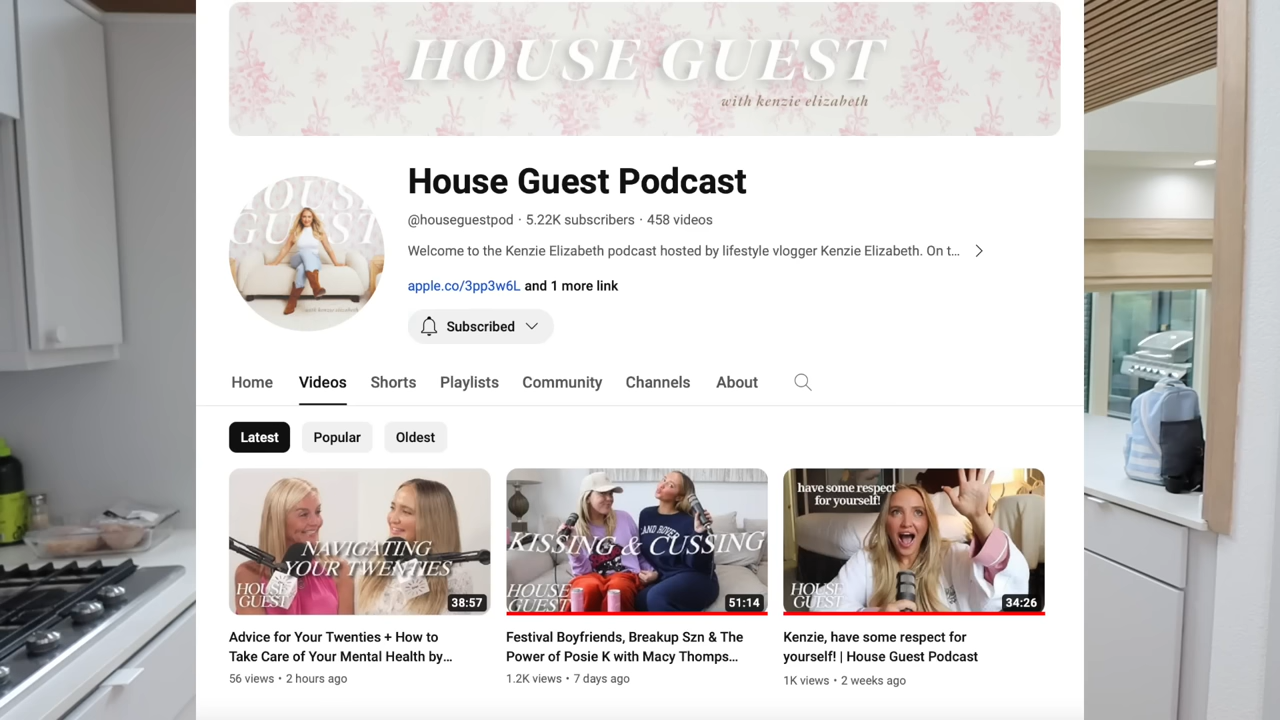 HOUSE GUEST
with kenzie elizabeth
HOUSE
GUEST
House Guest Podcast
@houseguestpod · 5.22K subscribers · 458 videos
Welcome to the Kenzie Elizabeth podcast hosted by lifestyle vlogger Kenzie Elizabeth. On t...
apple.co/3pp3w6L and 1 more link
Subscribed
Home Videos Shorts Playlists Community Channels About
Latest Popular Oldest
NAVIGATING
YOUR TWENTIES
HOUSE
GUEST
38:57
KISSING & CUSSING
HOUSE
GUEST
51:14
have some respect
for yourself!
HOUSE
GUEST
34:26
Advice for Your Twenties + How to
Take Care of Your Mental Health by...
56 views • 2 hours ago
Festival Boyfriends, Breakup Szn & The
Power of Posie K with Macy Thomps...
1.2K views • 7 days ago
Kenzie, have some respect for
yourself! | House Guest Podcast
1K views • 2 weeks ago